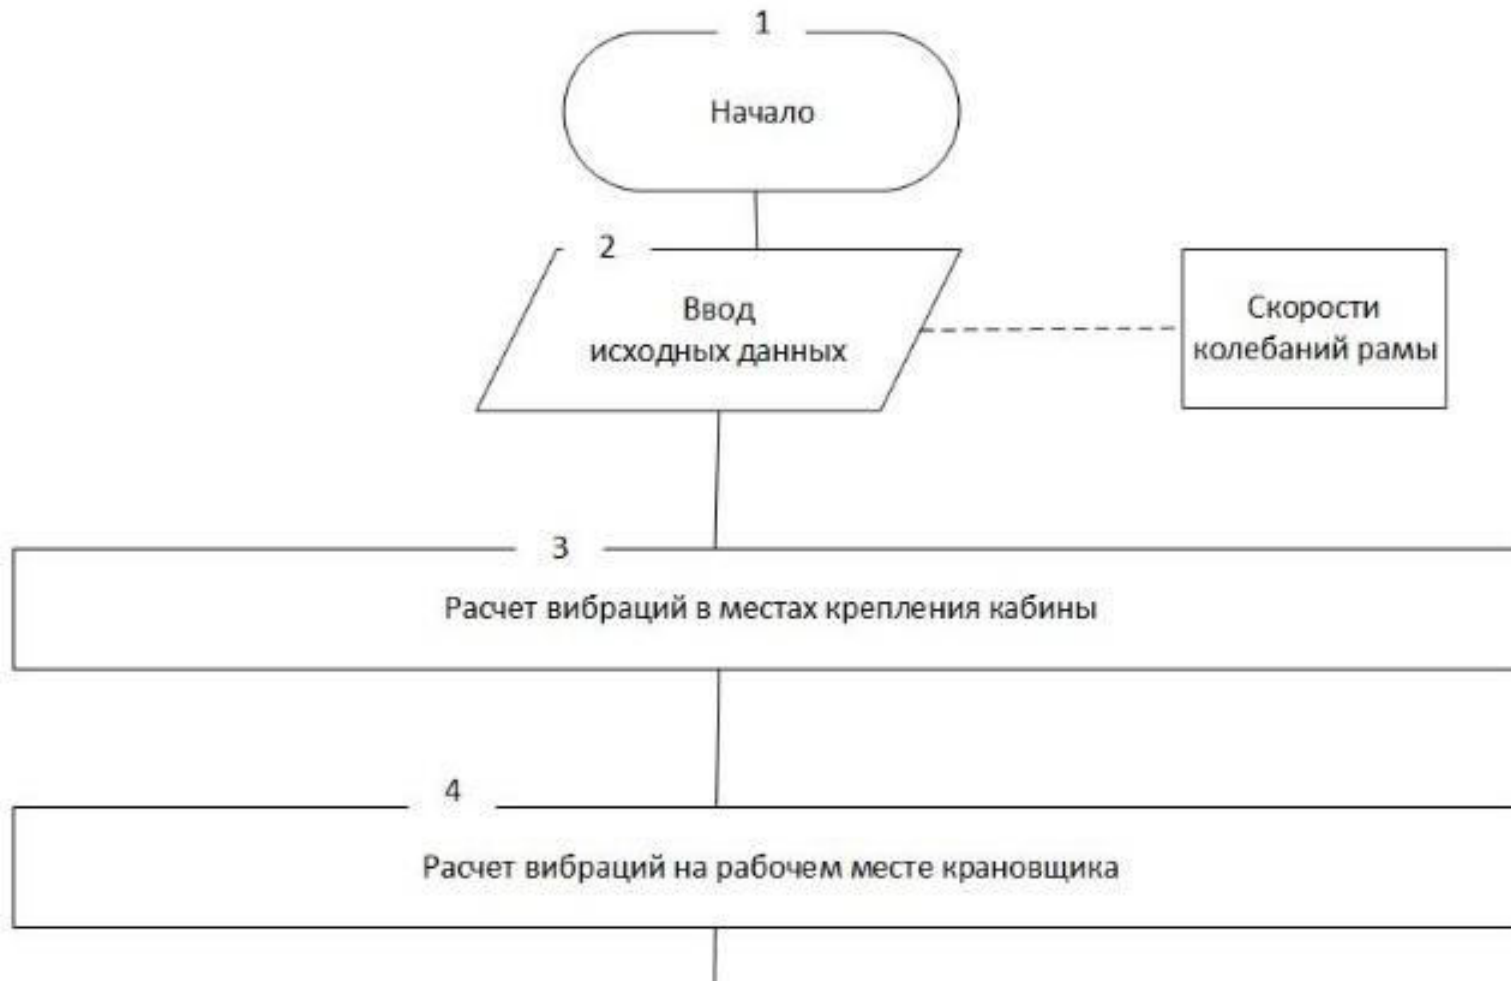 1
Начало
2
Ввод
исходных данных
Скорости
колебаний рамы
3
Расчет вибраций в местах крепления кабины
4
Расчет вибраций на рабочем месте крановщика